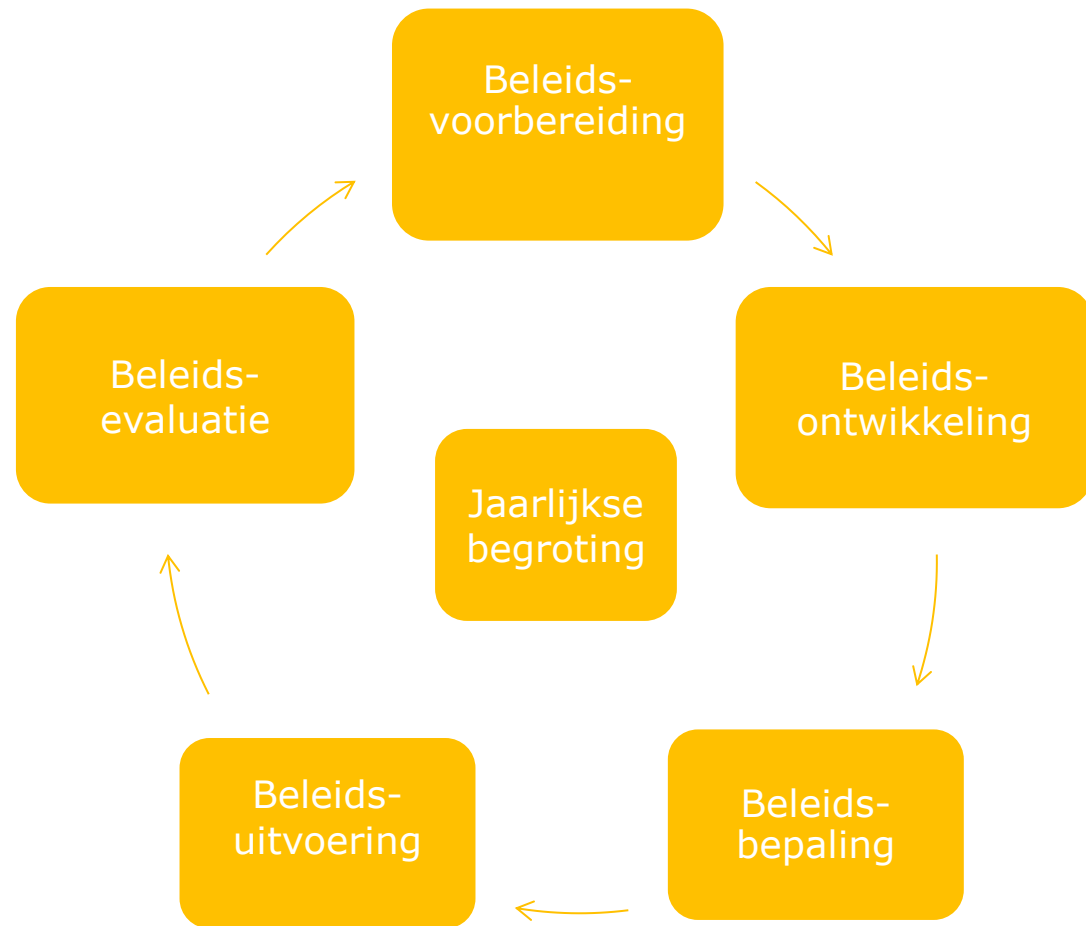 Beleids-
voorbereiding
Beleids-
ontwikkeling
Beleids-
bepaling
Beleids-
uitvoering
Beleids-
evaluatie
Jaarlijkse
begroting